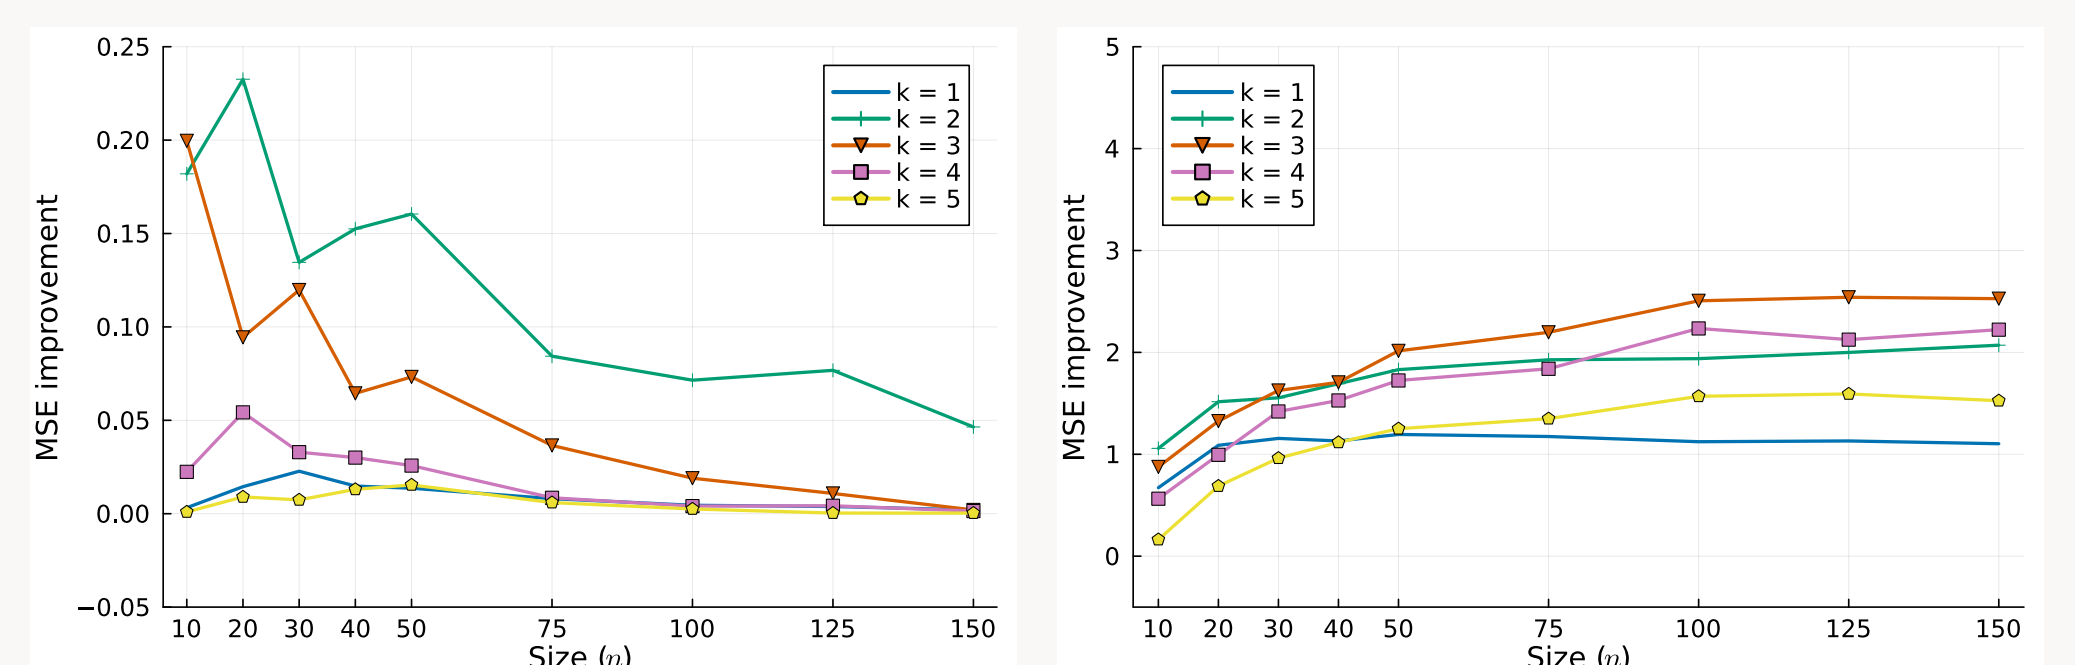 0.25
0.20
0.15
0.10
0.05
0.00
−0.05
MSE improvement
k = 1
k = 2
k = 3
k = 4
k = 5
10 20 30 40 50 75 100 125 150
Size (n)
5
4
3
2
1
0
MSE improvement
k = 1
k = 2
k = 3
k = 4
k = 5
10 20 30 40 50 75 100 125 150
Size (n)